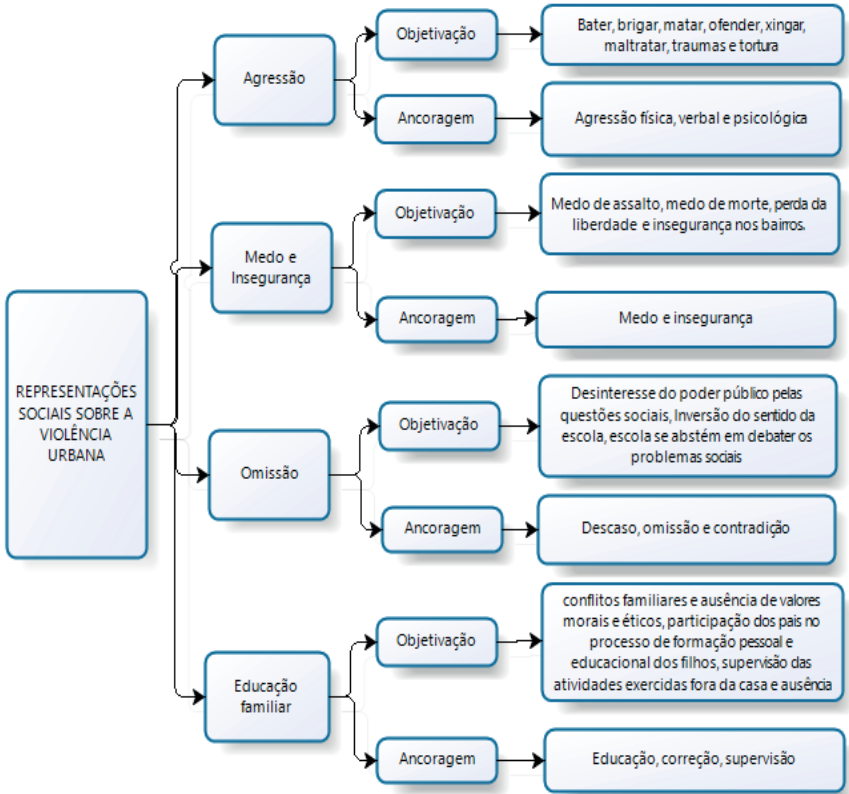 REPRESENTAÇÕES
SOCIAIS SOBRE A
VIOLÊNCIA
URBANA
Agressão
Objetivação
Bater, brigar, matar, ofender, xingar,
maltratar, traumas e tortura
Ancoragem
Agressão física, verbal e psicológica
Medo e
Insegurança
Objetivação
Medo de assalto, medo de morte, perda da
liberdade e insegurança nos bairros.
Ancoragem
Medo e insegurança
Omissão
Objetivação
Desinteresse do poder público pelas
questões sociais, Inversão do sentido da
escola, escola se abstém em debater os
problemas sociais
Ancoragem
Descaso, omissão e contradição
Educação
familiar
Objetivação
conflitos familiares e ausência de valores
morais e éticos, participação dos pais no
processo de formação pessoal e
educacional dos filhos, supervisão das
atividades exercidas fora da casa e ausência
Ancoragem
Educação, correção, supervisão